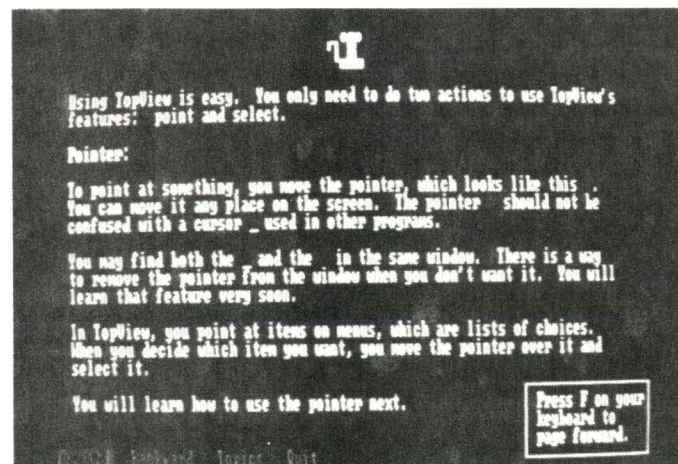 Using TopView is easy. You only need to do two actions to use TopView's
features: point and select.
Pointer:
To point at something, you move the pointer, which looks like this .
You can move it any place on the screen. The pointer should not be
confused with a cursor _ used in other programs.
You may find both the _ and the in the same window. There is a way
to remove the pointer from the window when you don't want it. You will
learn that feature very soon.
In TopView, you point at items on menus, which are lists of choices.
When you decide which item you want, you move the pointer over it and
select it.
You will learn how to use the pointer next.
Press F on your
keyboard to
page forward.
Backward Topics Quit